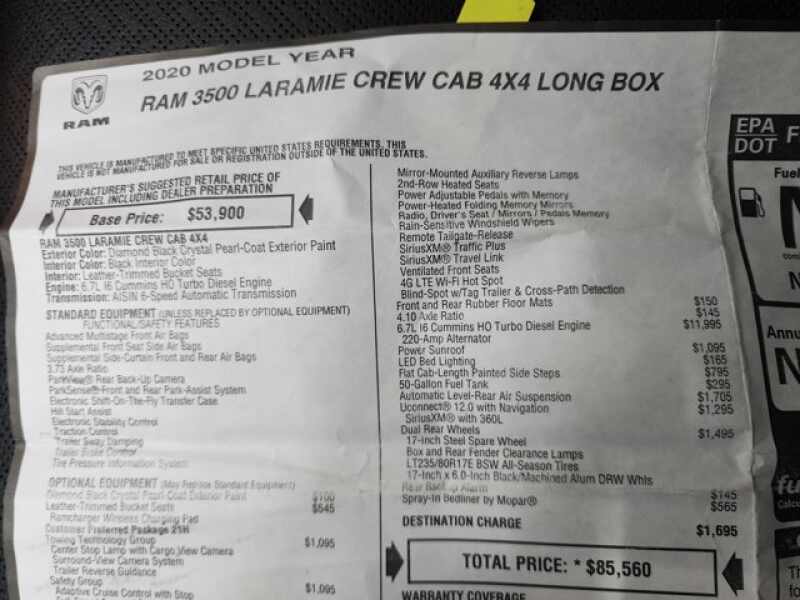 2020 MODEL YEAR
RAM 3500 LARAMIE CREW CAB 4X4 LONG BOX
RAM
THIS VEHICLE IS MANUFACTURED TO MEET SPECIFIC UNITED STATES REQUIREMENTS. THIS
VEHICLE IS NOT MANUFACTURED FOR SALE OR REGISTRATION OUTSIDE OF THE UNITED STATES.
MANUFACTURER'S SUGGESTED RETAIL PRICE OF
THIS MODEL INCLUDING DEALER PREPARATION
Base Price: $53,900
RAM 3500 LARAMIE CREW CAB 4X4
Exterior Color: Diamond Black Crystal Pearl-Coat Exterior Paint
Interior Color: Black Interior Color
Interior: Leather-Trimmed Bucket Seats
Engine: 6.7L I6 Cummins HO Turbo Diesel Engine
Transmission: AISIN 6-Speed Automatic Transmission
STANDARD EQUIPMENT (UNLESS REPLACED BY OPTIONAL EQUIPMENT)
FUNCTIONAL/SAFETY FEATURES
Advanced Multistage Front Air Bags
Supplemental Front Seat Side Air Bags
Supplemental Side-Curtain Front and Rear Air Bags
3.73 Axle Ratio
ParkView® Rear Back-Up Camera
ParkSense® Front and Rear Park-Assist System
Electronic Shift-On-The-Fly Transfer Case
Hill Start Assist
Electronic Stability Control
Traction Control
Trailer Sway Damping
Trailer Brake Control
Tire Pressure Information System
OPTIONAL EQUIPMENT (May Replace Standard Equipment)
Diamond Black Crystal Pearl-Coat Exterior Paint $100
Leather-Trimmed Bucket Seats $645
Ramcharger Wireless Charging Pad
Customer Preferred Package 21H
Towing Technology Group $1,095
Center Stop Lamp with Cargo View Camera
Surround-View Camera System
Trailer Reverse Guidance
Safety Group $1,095
Adaptive Cruise Control with Stop
Mirror-Mounted Auxiliary Reverse Lamps
2nd-Row Heated Seats
Power Adjustable Pedals with Memory
Power-Heated Folding Memory Mirrors
Radio, Driver's Seat / Mirrors / Pedals Memory
Rain-Sensitive Windshield Wipers
Remote Tailgate-Release
SiriusXM® Traffic Plus
SiriusXM® Travel Link
Ventilated Front Seats
4G LTE Wi-Fi Hot Spot
Blind-Spot w/Tag Trailer & Cross-Path Detection
Front and Rear Rubber Floor Mats $150
4.10 Axle Ratio $145
6.7L I6 Cummins HO Turbo Diesel Engine $11,995
220-Amp Alternator
Power Sunroof $1,095
LED Bed Lighting $165
Flat Cab-Length Painted Side Steps $795
50-Gallon Fuel Tank $295
Automatic Level-Rear Air Suspension $1,705
Uconnect® 12.0 with Navigation $1,295
SiriusXM® with 360L
Dual Rear Wheels $1,495
17-Inch Steel Spare Wheel
Box and Rear Fender Clearance Lamps
LT235/80R17E BSW All-Season Tires
17-Inch x 6.0-Inch Black/Machined Alum DRW Whls
Rear Back Up Alarm $145
Spray-In Bedliner by Mopar® $565
DESTINATION CHARGE $1,695
TOTAL PRICE: * $85,560
WARRANTY COVERAGE
EPA
DOT
F
Fuel
N
com
N
Annu
N
fu
Calcu
Th